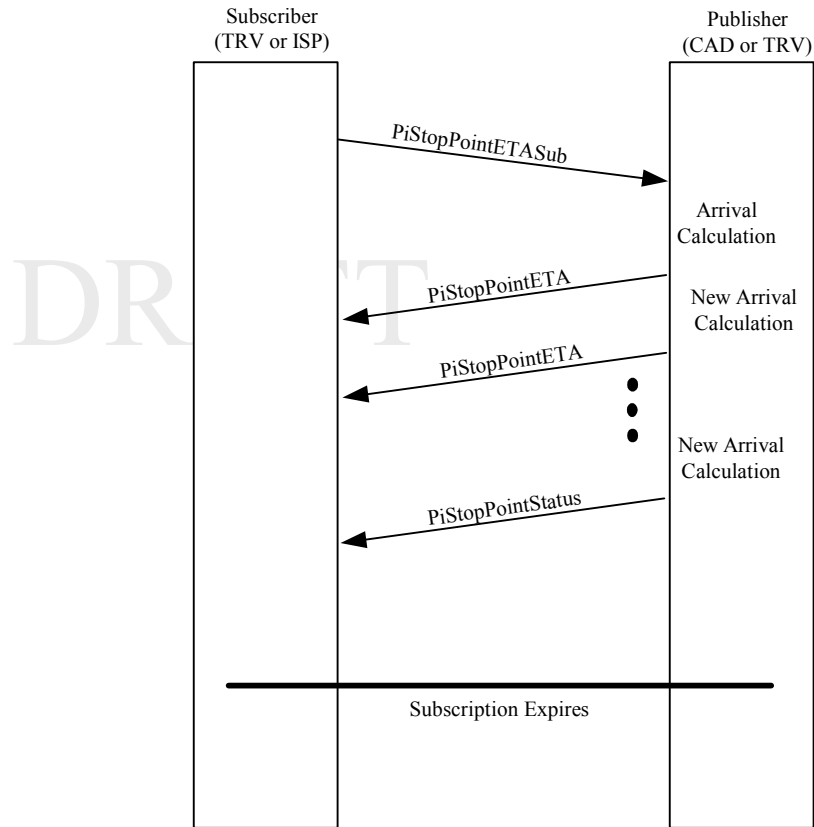 Subscriber
(TRV or ISP)
Publisher
(CAD or TRV)
PiStopPointETASub
Arrival
Calculation
DRAFT
PiStopPointETA
New Arrival
Calculation
PiStopPointETA
New Arrival
Calculation
PiStopPointStatus
Subscription Expires